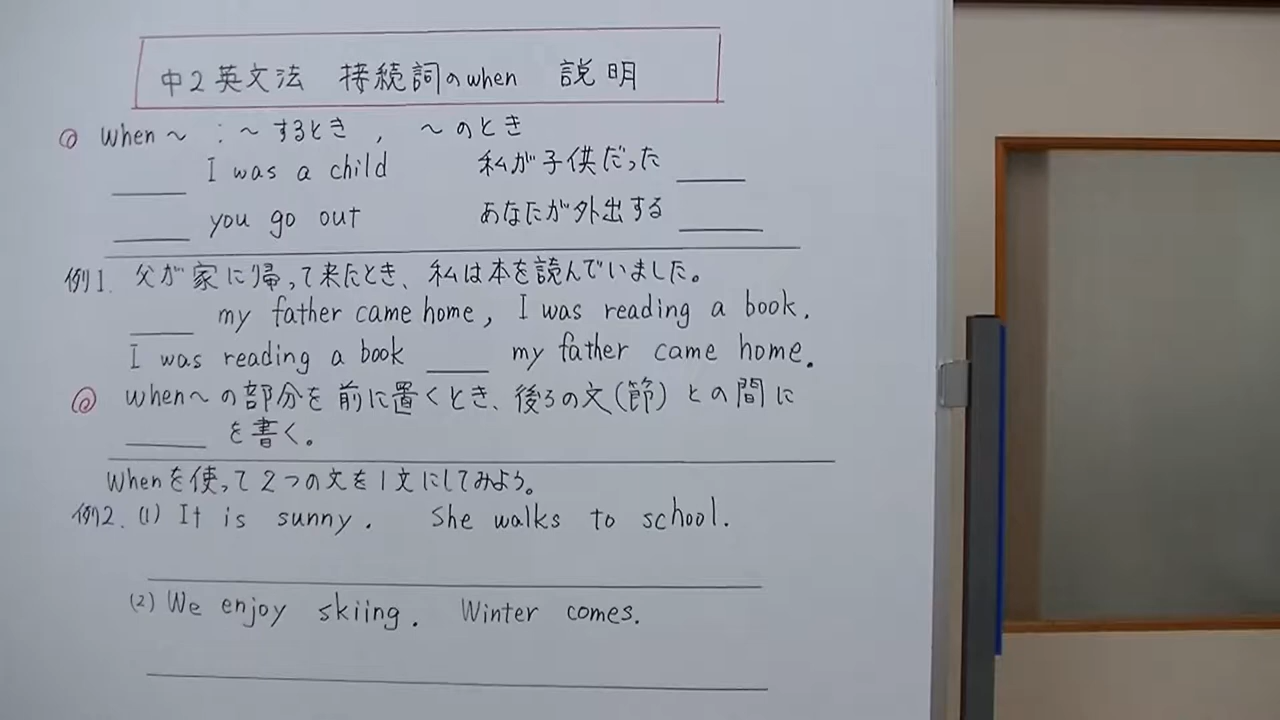 中2英文法 接続詞のwhen 説明
◎ when～ : ～するとき, ～のとき
____ I was a child 私が子供だった ____
____ you go out あなたが外出する ____
例1. 父が家に帰って来たとき、私は本を読んでいました。
____ my father came home, I was reading a book.
I was reading a book ____ my father came home.
◎ when～の部分を前に置くとき、後ろの文(節)との間に
____ を書く。
Whenを使って2つの文を1文にしてみよう。
例2. (1) It is sunny. She walks to school.
(2) We enjoy skiing. Winter comes.